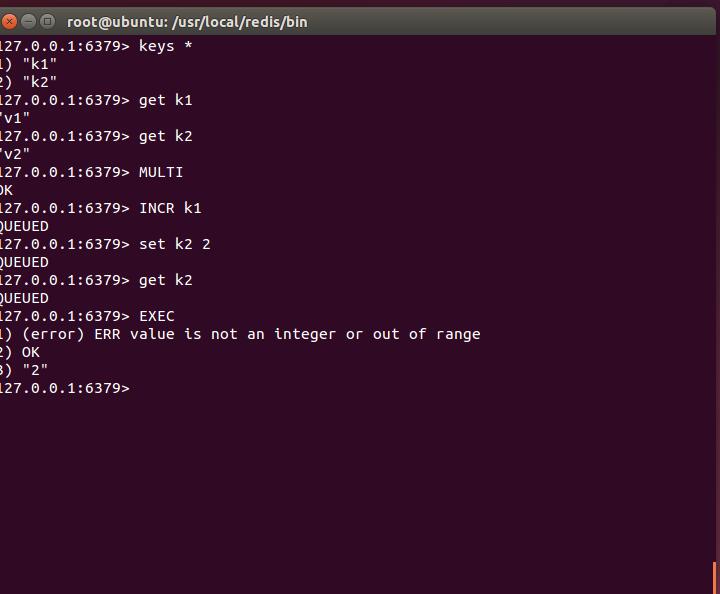 root@ubuntu: /usr/local/redis/bin
127.0.0.1:6379> keys *
1) "k1"
2) "k2"
127.0.0.1:6379> get k1
"v1"
127.0.0.1:6379> get k2
"v2"
127.0.0.1:6379> MULTI
OK
127.0.0.1:6379> INCR k1
QUEUED
127.0.0.1:6379> set k2 2
QUEUED
127.0.0.1:6379> get k2
QUEUED
127.0.0.1:6379> EXEC
1) (error) ERR value is not an integer or out of range
2) OK
3) "2"
127.0.0.1:6379>